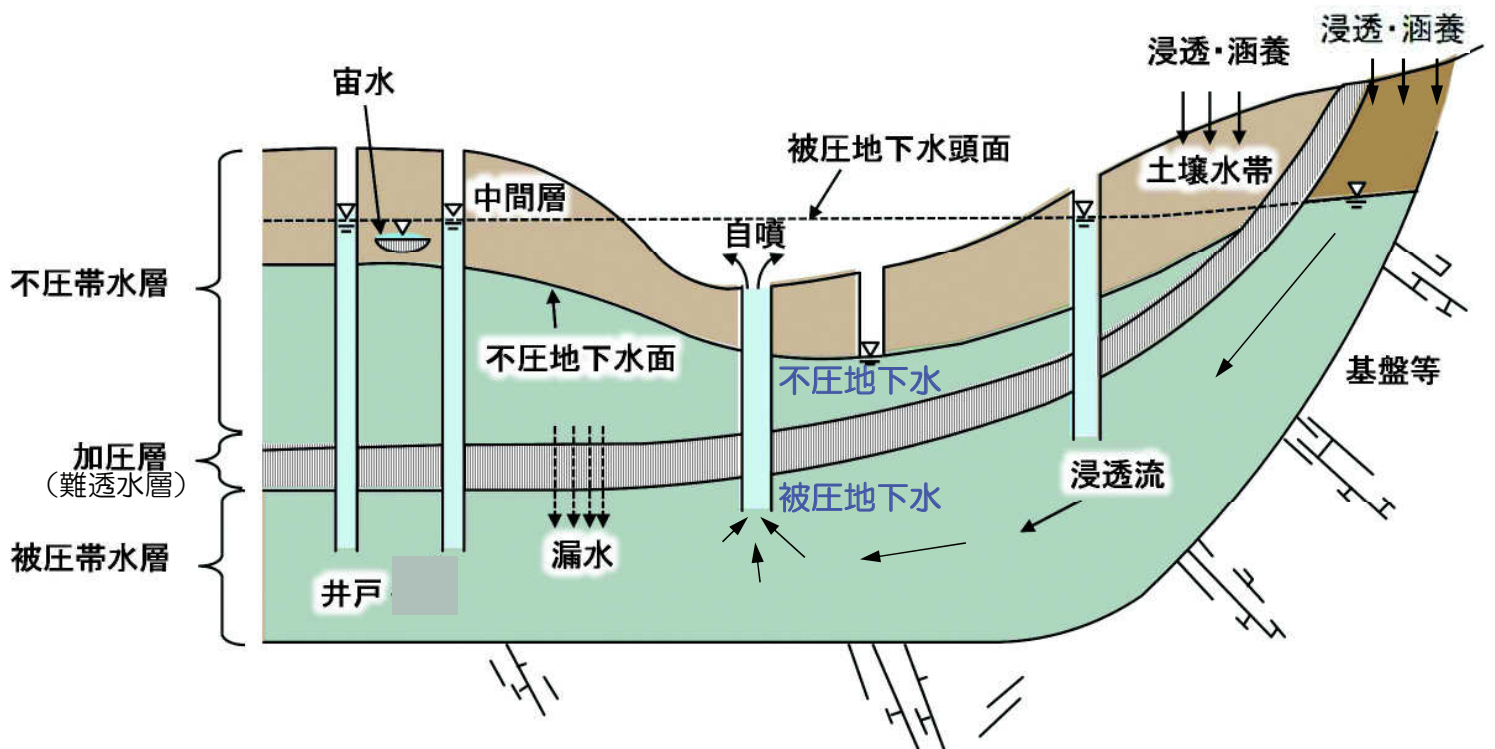 浸透・涵養
浸透・涵養
宙水
被圧地下水頭面
土壌水帯
中間層
自噴
不圧帯水層
不圧地下水面
不圧地下水
基盤等
加圧層
（難透水層）
浸透流
被圧地下水
被圧帯水層
漏水
井戸